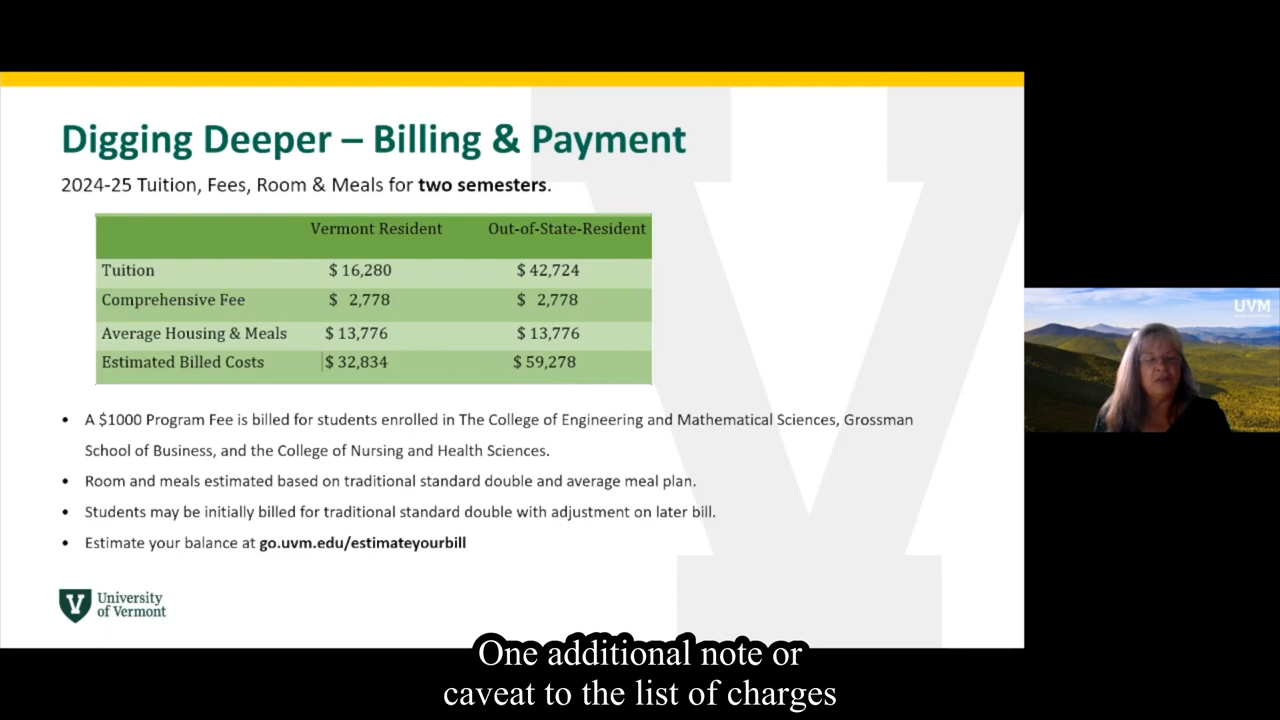 Digging Deeper – Billing & Payment
2024-25 Tuition, Fees, Room & Meals for two semesters.
Vermont Resident Out-of-State-Resident
Tuition $ 16,280 $ 42,724
Comprehensive Fee $ 2,778 $ 2,778
Average Housing & Meals $ 13,776 $ 13,776
Estimated Billed Costs $ 32,834 $ 59,278
• A $1000 Program Fee is billed for students enrolled in The College of Engineering and Mathematical Sciences, Grossman
School of Business, and the College of Nursing and Health Sciences.
• Room and meals estimated based on traditional standard double and average meal plan.
• Students may be initially billed for traditional standard double with adjustment on later bill.
• Estimate your balance at go.uvm.edu/estimateyourbill
University
of Vermont
UVM
One additional note or
caveat to the list of charges